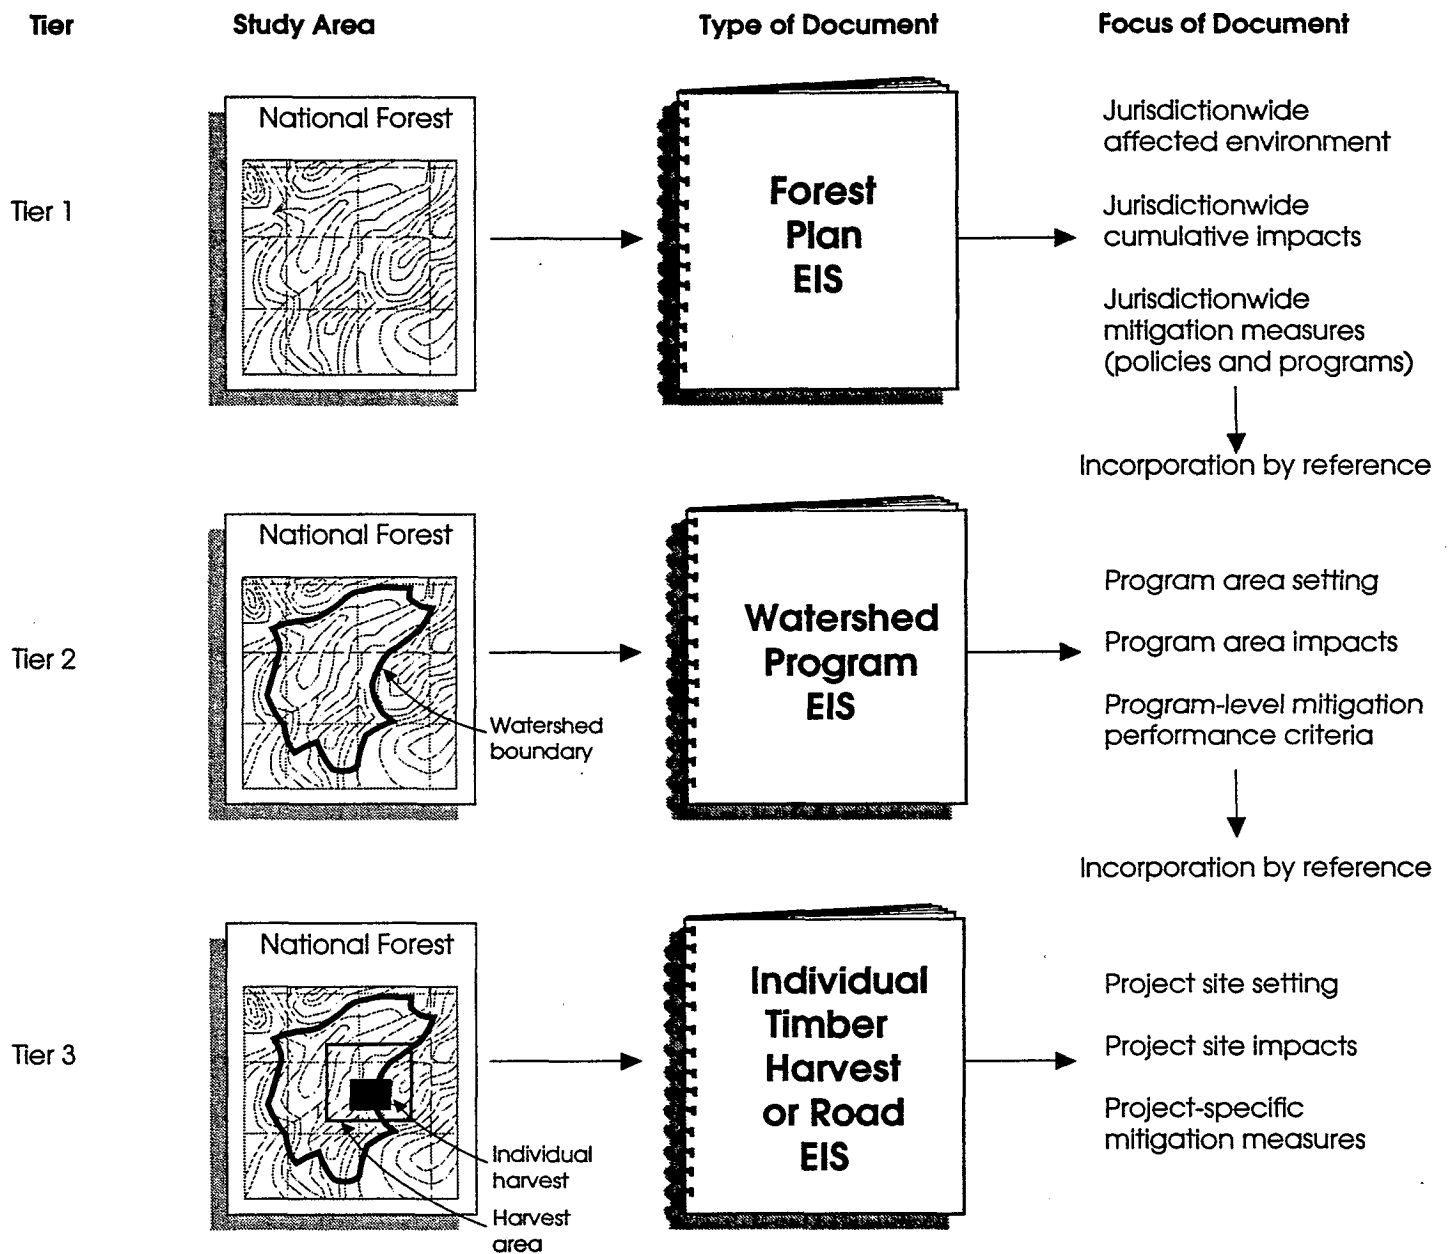 Tier Study Area Type of Document Focus of Document
Tier 1
National Forest
Forest
Plan
EIS
Jurisdictionwide
affected environment
Jurisdictionwide
cumulative impacts
Jurisdictionwide
mitigation measures
(policies and programs)
Incorporation by reference
Tier 2
National Forest
Watershed
boundary
Watershed
Program
EIS
Program area setting
Program area impacts
Program-level mitigation
performance criteria
Incorporation by reference
Tier 3
National Forest
Individual
harvest
Harvest
area
Individual
Timber
Harvest
or Road
EIS
Project site setting
Project site impacts
Project-specific
mitigation measures